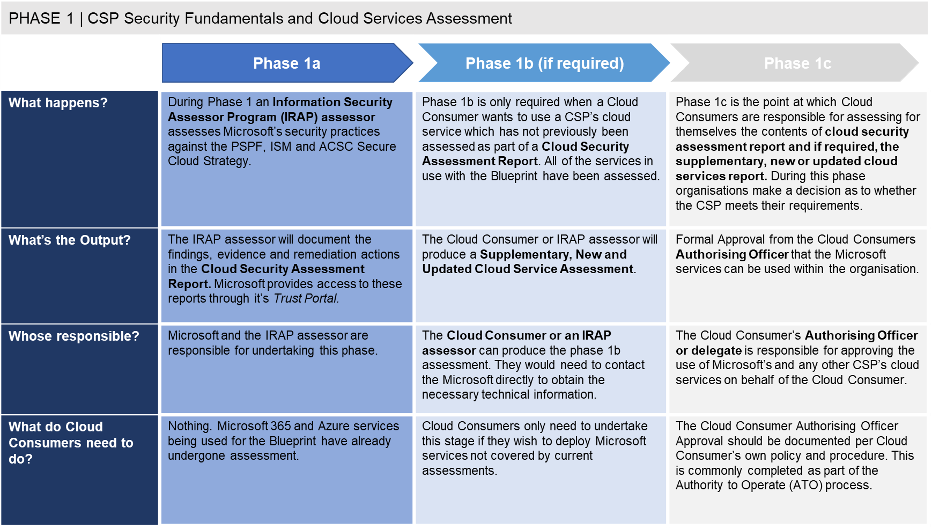 PHASE 1 | CSP Security Fundamentals and Cloud Services Assessment
Phase 1a
Phase 1b (if required)
Phase 1c
What happens?
During Phase 1 an Information Security
Assessor Program (IRAP) assessor
assesses Microsoft's security practices
against the PSPF, ISM and ACSC Secure
Cloud Strategy.
Phase 1b is only required when a Cloud
Consumer wants to use a CSP's cloud
service which has not previously been
assessed as part of a Cloud Security
Assessment Report. All of the services in
use with the Blueprint have been assessed.
Phase 1c is the point at which Cloud
Consumers are responsible for assessing for
themselves the contents of cloud security
assessment report and if required, the
supplementary, new or updated cloud
services report. During this phase
organisations make a decision as to whether
the CSP meets their requirements.
What's the Output?
The IRAP assessor will document the
findings, evidence and remediation actions
in the Cloud Security Assessment
Report. Microsoft provides access to these
reports through it's Trust Portal.
The Cloud Consumer or IRAP assessor will
produce a Supplementary, New and
Updated Cloud Service Assessment.
Formal Approval from the Cloud Consumers
Authorising Officer that the Microsoft
services can be used within the organisation.
Whose responsible?
Microsoft and the IRAP assessor are
responsible for undertaking this phase.
The Cloud Consumer or an IRAP
assessor can produce the phase 1b
assessment. They would need to contact
the Microsoft directly to obtain the
necessary technical information.
The Cloud Consumer's Authorising Officer
or delegate is responsible for approving the
use of Microsoft's and any other CSP's cloud
services on behalf of the Cloud Consumer.
What do Cloud
Consumers need to
do?
Nothing. Microsoft 365 and Azure services
being used for the Blueprint have already
undergone assessment.
Cloud Consumers only need to undertake
this stage if they wish to deploy Microsoft
services not covered by current
assessments.
The Cloud Consumer Authorising Officer
Approval should be documented per Cloud
Consumer's own policy and procedure. This
is commonly completed as part of the
Authority to Operate (ATO) process.